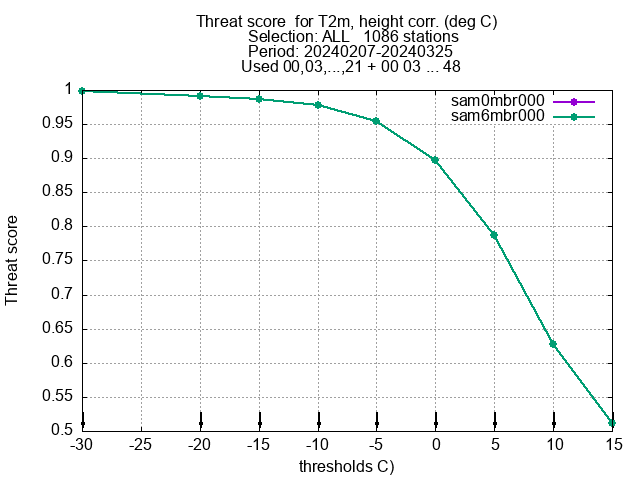 Threat score  for T2m, height corr. (deg C)
Selection: ALL   1086 stations
Period: 20240207-20240325
Used 00,03,...,21 + 00 03 ... 48
sam0mbr000
sam6mbr000
Threat score
1
0.95
0.9
0.85
0.8
0.75
0.7
0.65
0.6
0.55
0.5
-30 -25 -20 -15 -10 -5 0 5 10 15
thresholds C)